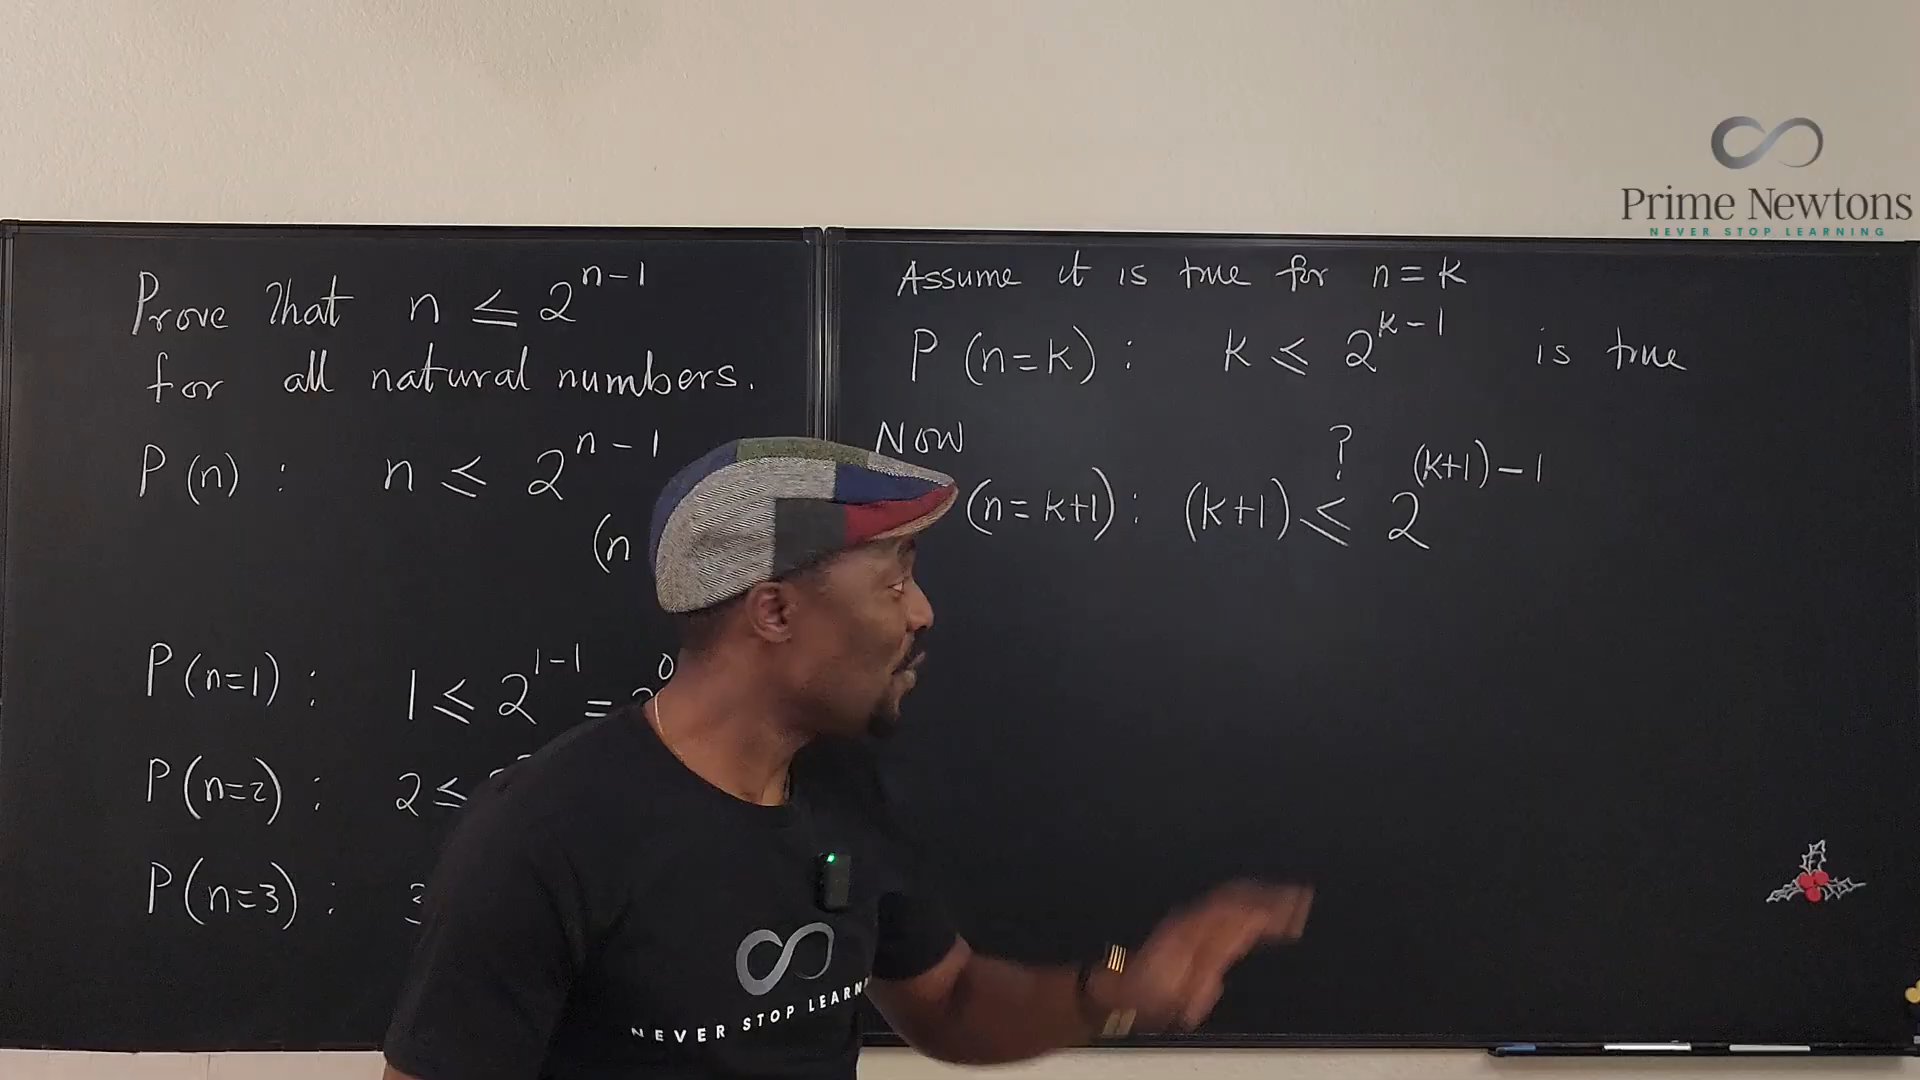 Prime Newtons
NEVER STOP LEARNING
Prove that n ≤ 2^{n-1}
for all natural numbers.
P(n) : n ≤ 2^{n-1}
(n
P(n=1) : 1 ≤ 2^{1-1} =
P(n=2) : 2 ≤
P(n=3) :
Assume it is true for n = k
P(n=k) : k ≤ 2^{k-1} is true
Now
(n=k+1) : (k+1) ≤ 2^{(k+1)-1}
?
NEVER STOP LEARN